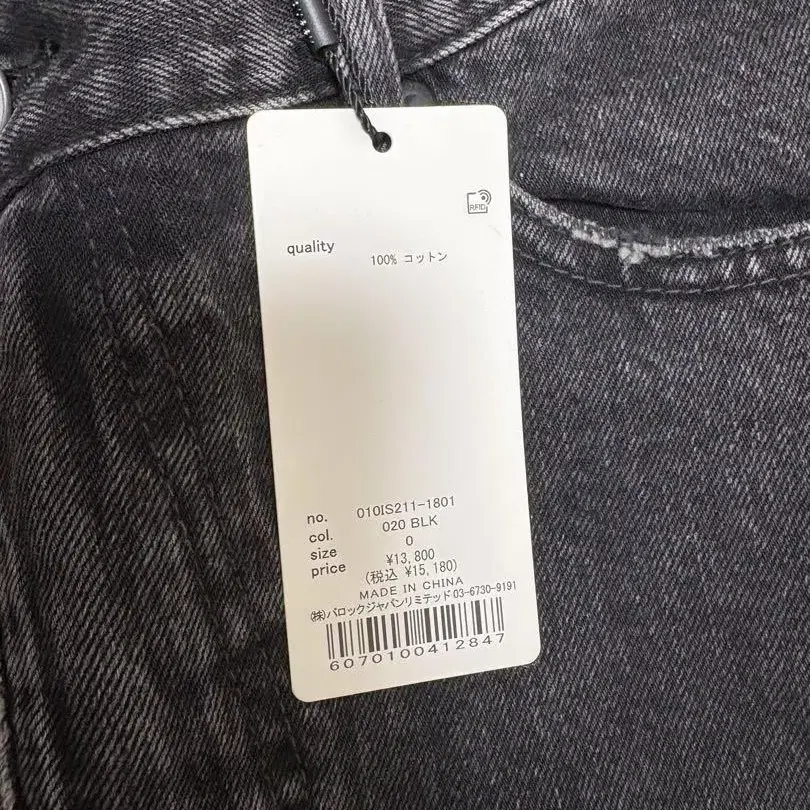 RFID
quality
100% コットン
no. 010IS211-1801
col. 020 BLK
size 0
price ¥13,800
(税込 ¥15,180)
MADE IN CHINA
(株)バロックジャパンリミテッド 03-6730-9191
6070100412847